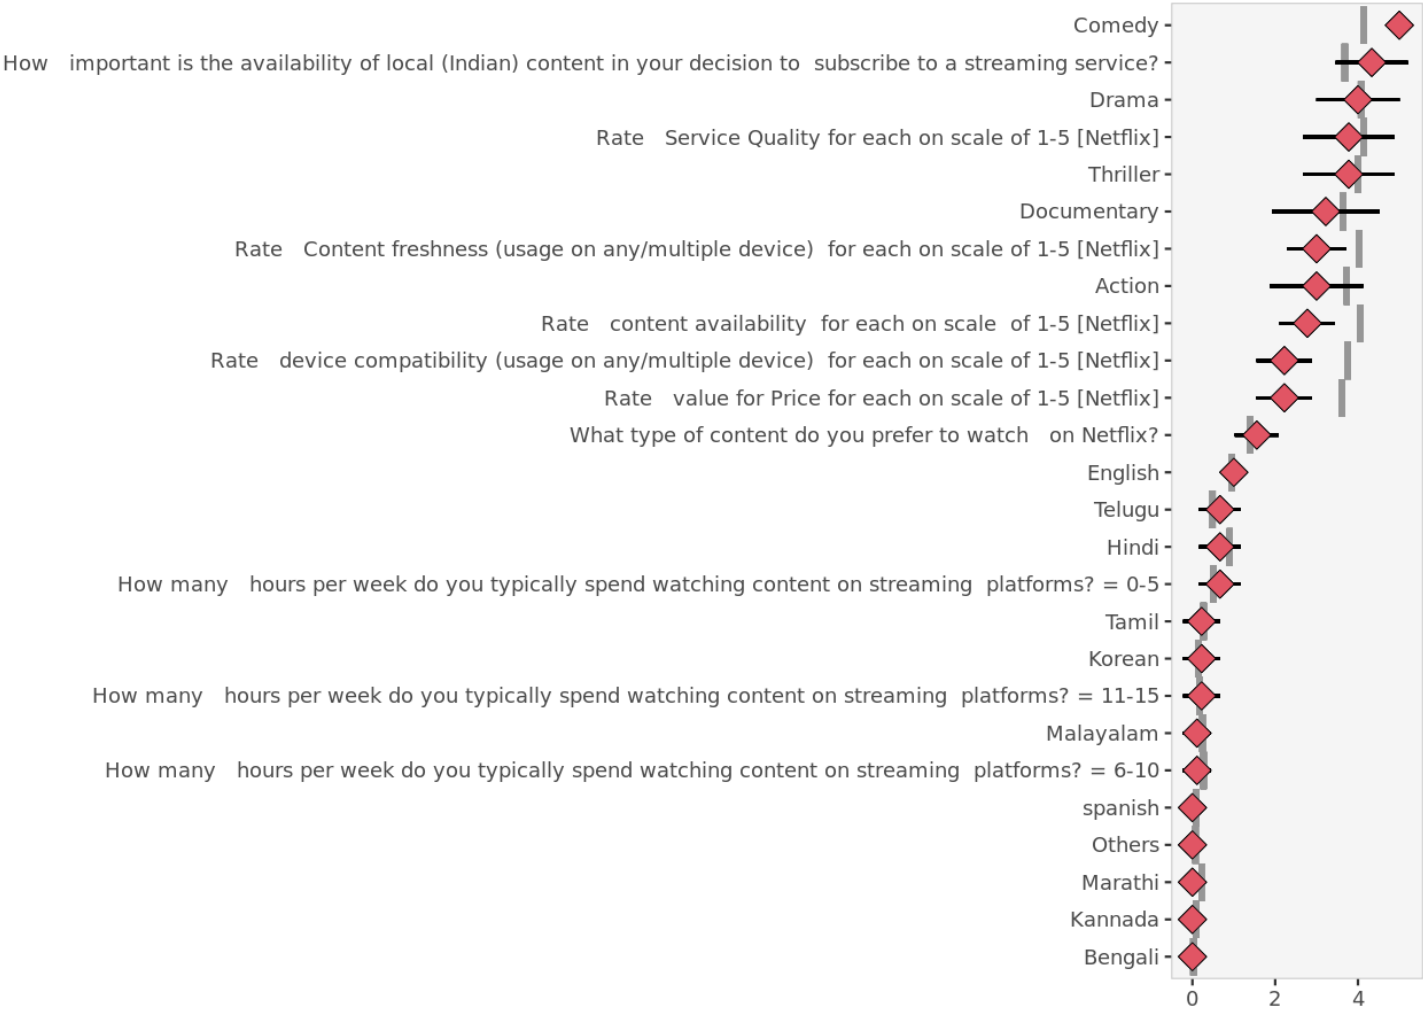 Comedy
How important is the availability of local (Indian) content in your decision to subscribe to a streaming service?
Drama
Rate Service Quality for each on scale of 1-5 [Netflix]
Thriller
Documentary
Rate Content freshness (usage on any/multiple device) for each on scale of 1-5 [Netflix]
Action
Rate content availability for each on scale of 1-5 [Netflix]
Rate device compatibility (usage on any/multiple device) for each on scale of 1-5 [Netflix]
Rate value for Price for each on scale of 1-5 [Netflix]
What type of content do you prefer to watch on Netflix?
English
Telugu
Hindi
How many hours per week do you typically spend watching content on streaming platforms? = 0-5
Tamil
Korean
How many hours per week do you typically spend watching content on streaming platforms? = 11-15
Malayalam
How many hours per week do you typically spend watching content on streaming platforms? = 6-10
spanish
Others
Marathi
Kannada
Bengali
0 2 4